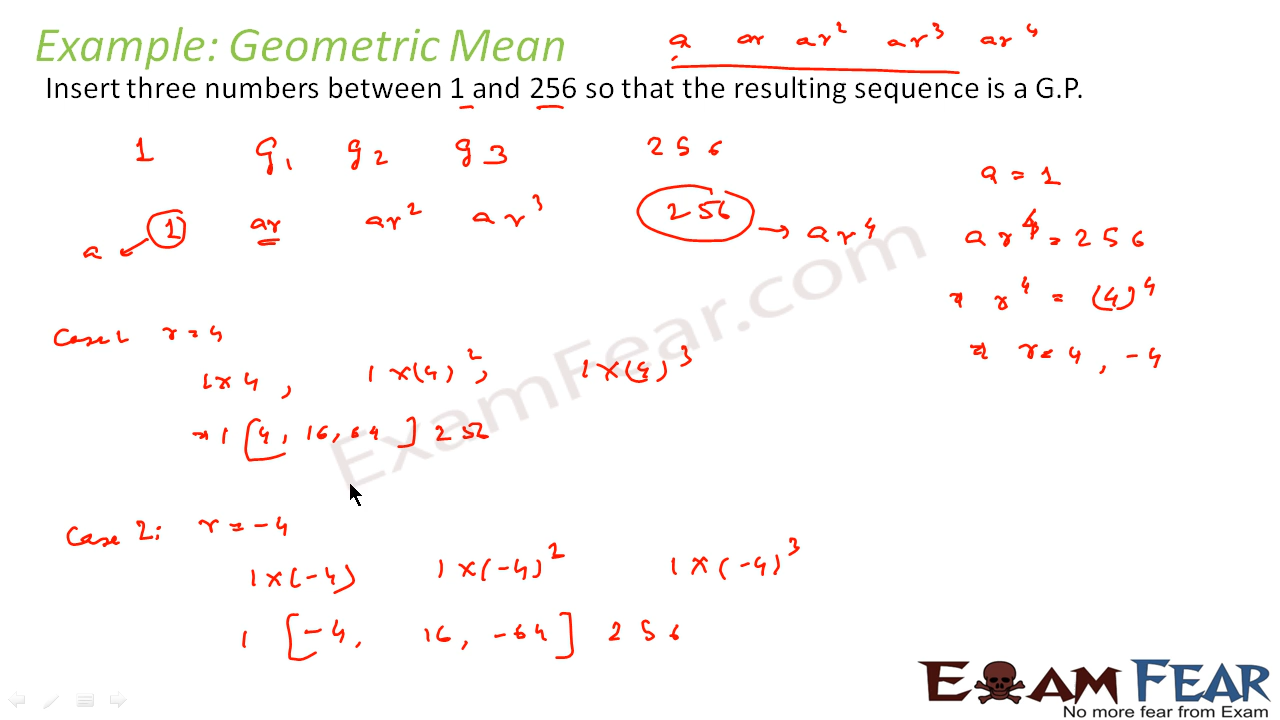 Example: Geometric Mean
a ar ar² ar³ ar⁴
Insert three numbers between 1 and 256 so that the resulting sequence is a G.P.
1 g₁ g₂ g3 256
a = 1
a ← 1 ar ar² ar³ 256 → ar4
ar⁴ = 256
⇒ r⁴ = (4)⁴
⇒ r = 4, -4
Case 1 r = 4
1×4, 1×(4)², 1×(4)³
⇒ 1 [4, 16, 64] 256
Case 2: r = -4
1×(-4) 1×(-4)² 1×(-4)³
1 [-4, 16, -64] 256
ExamFear.com
EXAM FEAR
No more fear from Exam